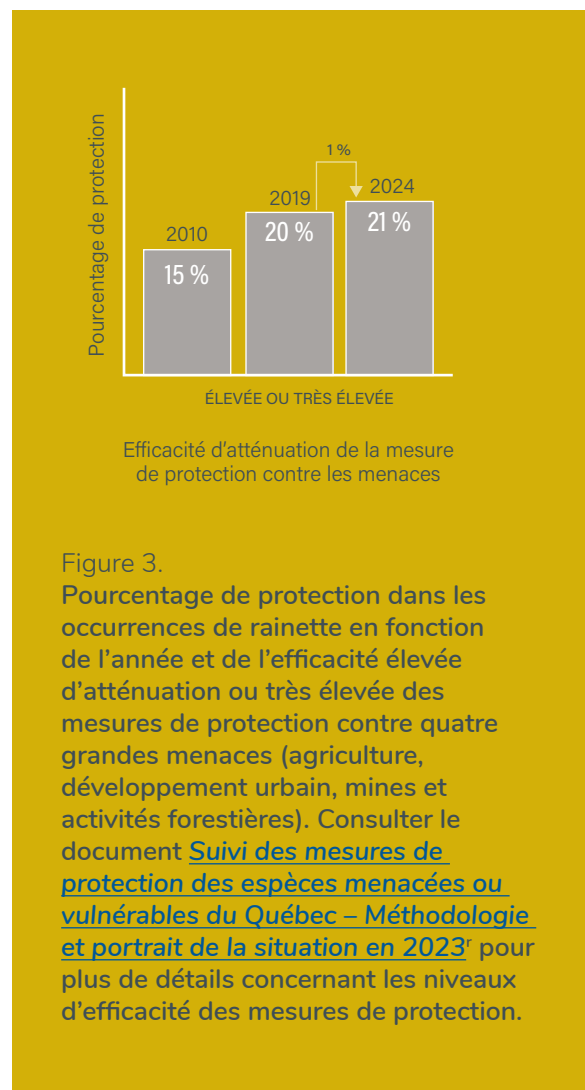 Pourcentage de protection
1 %
2010
2019
2024
15 %
20 %
21 %
ÉLEVÉE OU TRÈS ÉLEVÉE
Efficacité d'atténuation de la mesure
de protection contre les menaces
Figure 3.
Pourcentage de protection dans les
occurrences de rainette en fonction
de l’année et de l’efficacité élevée
d’atténuation ou très élevée des
mesures de protection contre quatre
grandes menaces (agriculture,
développement urbain, mines et
activités forestières). Consulter le
document Suivi des mesures de
protection des espèces menacées ou
vulnérables du Québec – Méthodologie
et portrait de la situation en 2023r pour
plus de détails concernant les niveaux
d’efficacité des mesures de protection.